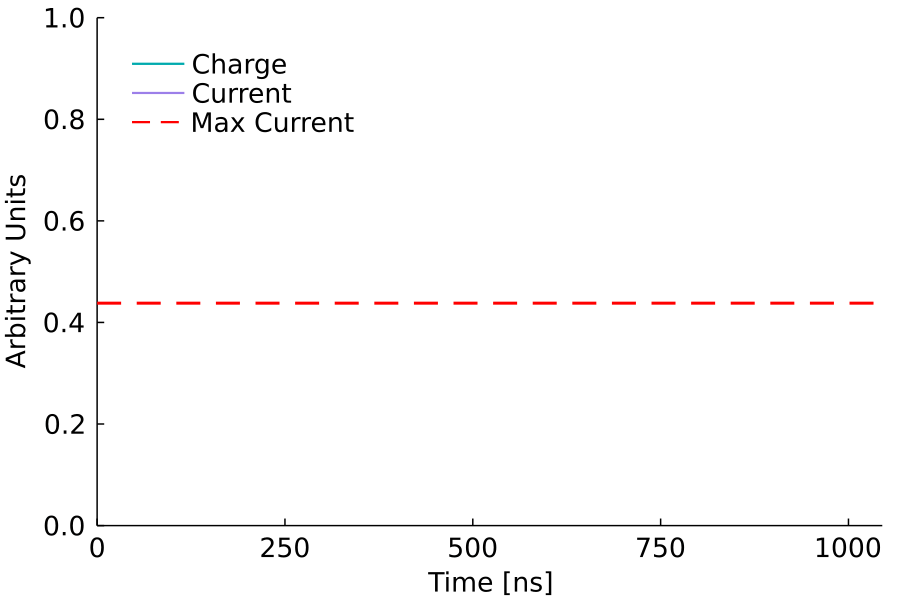 1.0
Charge
Current
Max Current
0.8
0.6
Arbitrary Units
0.4
0.2
0.0
0 250 500 750 1000
Time [ns]